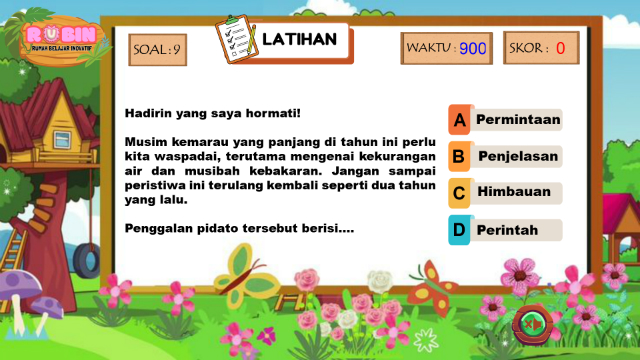 RUBIN
RUMAH BELAJAR INOVATIF
SOAL : 9
LATIHAN
WAKTU : 900
SKOR : 0
Hadirin yang saya hormati!
Musim kemarau yang panjang di tahun ini perlu
kita waspadai, terutama mengenai kekurangan
air dan musibah kebakaran. Jangan sampai
peristiwa ini terulang kembali seperti dua tahun
yang lalu.
Penggalan pidato tersebut berisi....
A Permintaan
B Penjelasan
C Himbauan
D Perintah